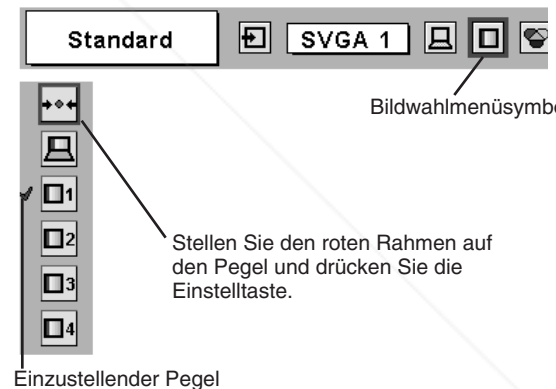 Standard
SVGA 1
Bildwahlmenüsymb
1
Stellen Sie den roten Rahmen auf
2
den Pegel und drücken Sie die
3
Einstelltaste.
4
Einzustellender Pegel